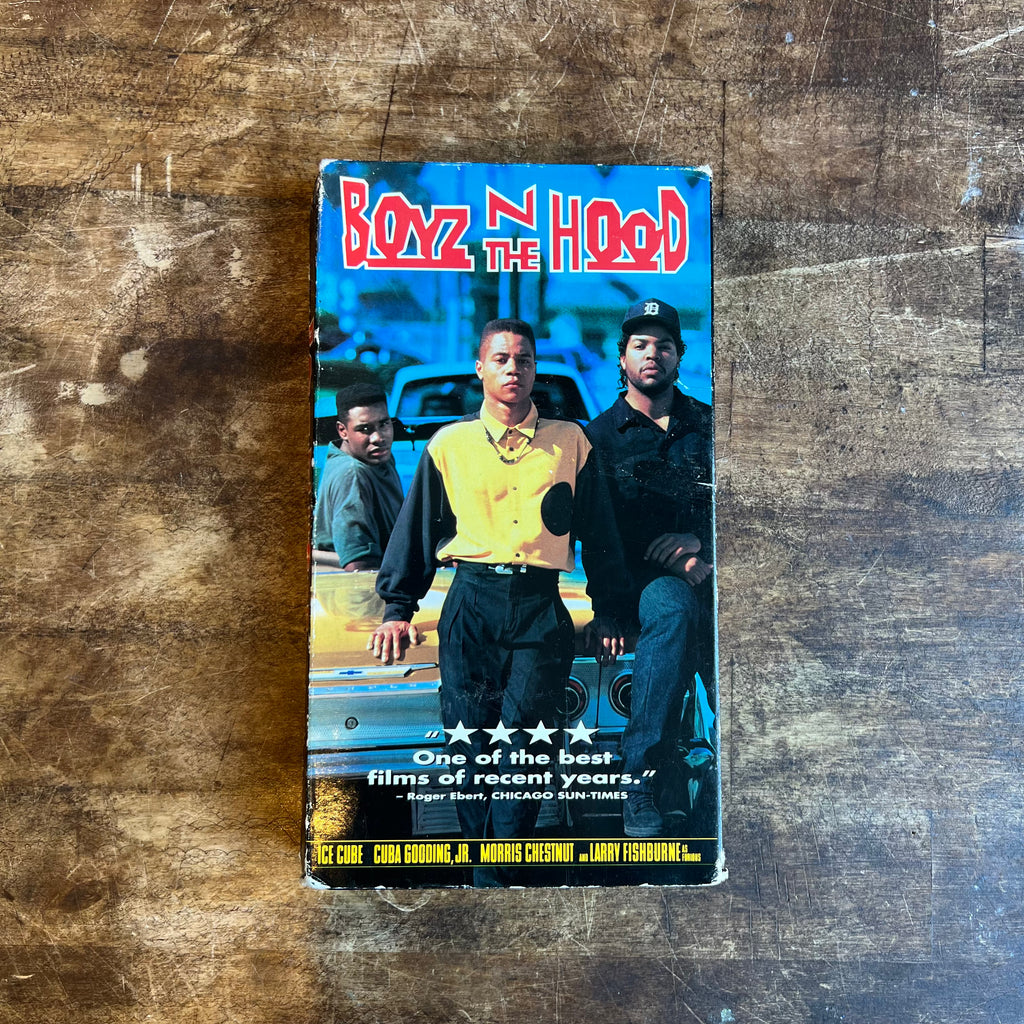 BOYZ N THE HOOD
D
"★★★★
One of the best
films of recent years."
– Roger Ebert, CHICAGO SUN-TIMES
ICE CUBE CUBA GOODING, JR. MORRIS CHESTNUT AND LARRY FISHBURNE AS FURIOUS